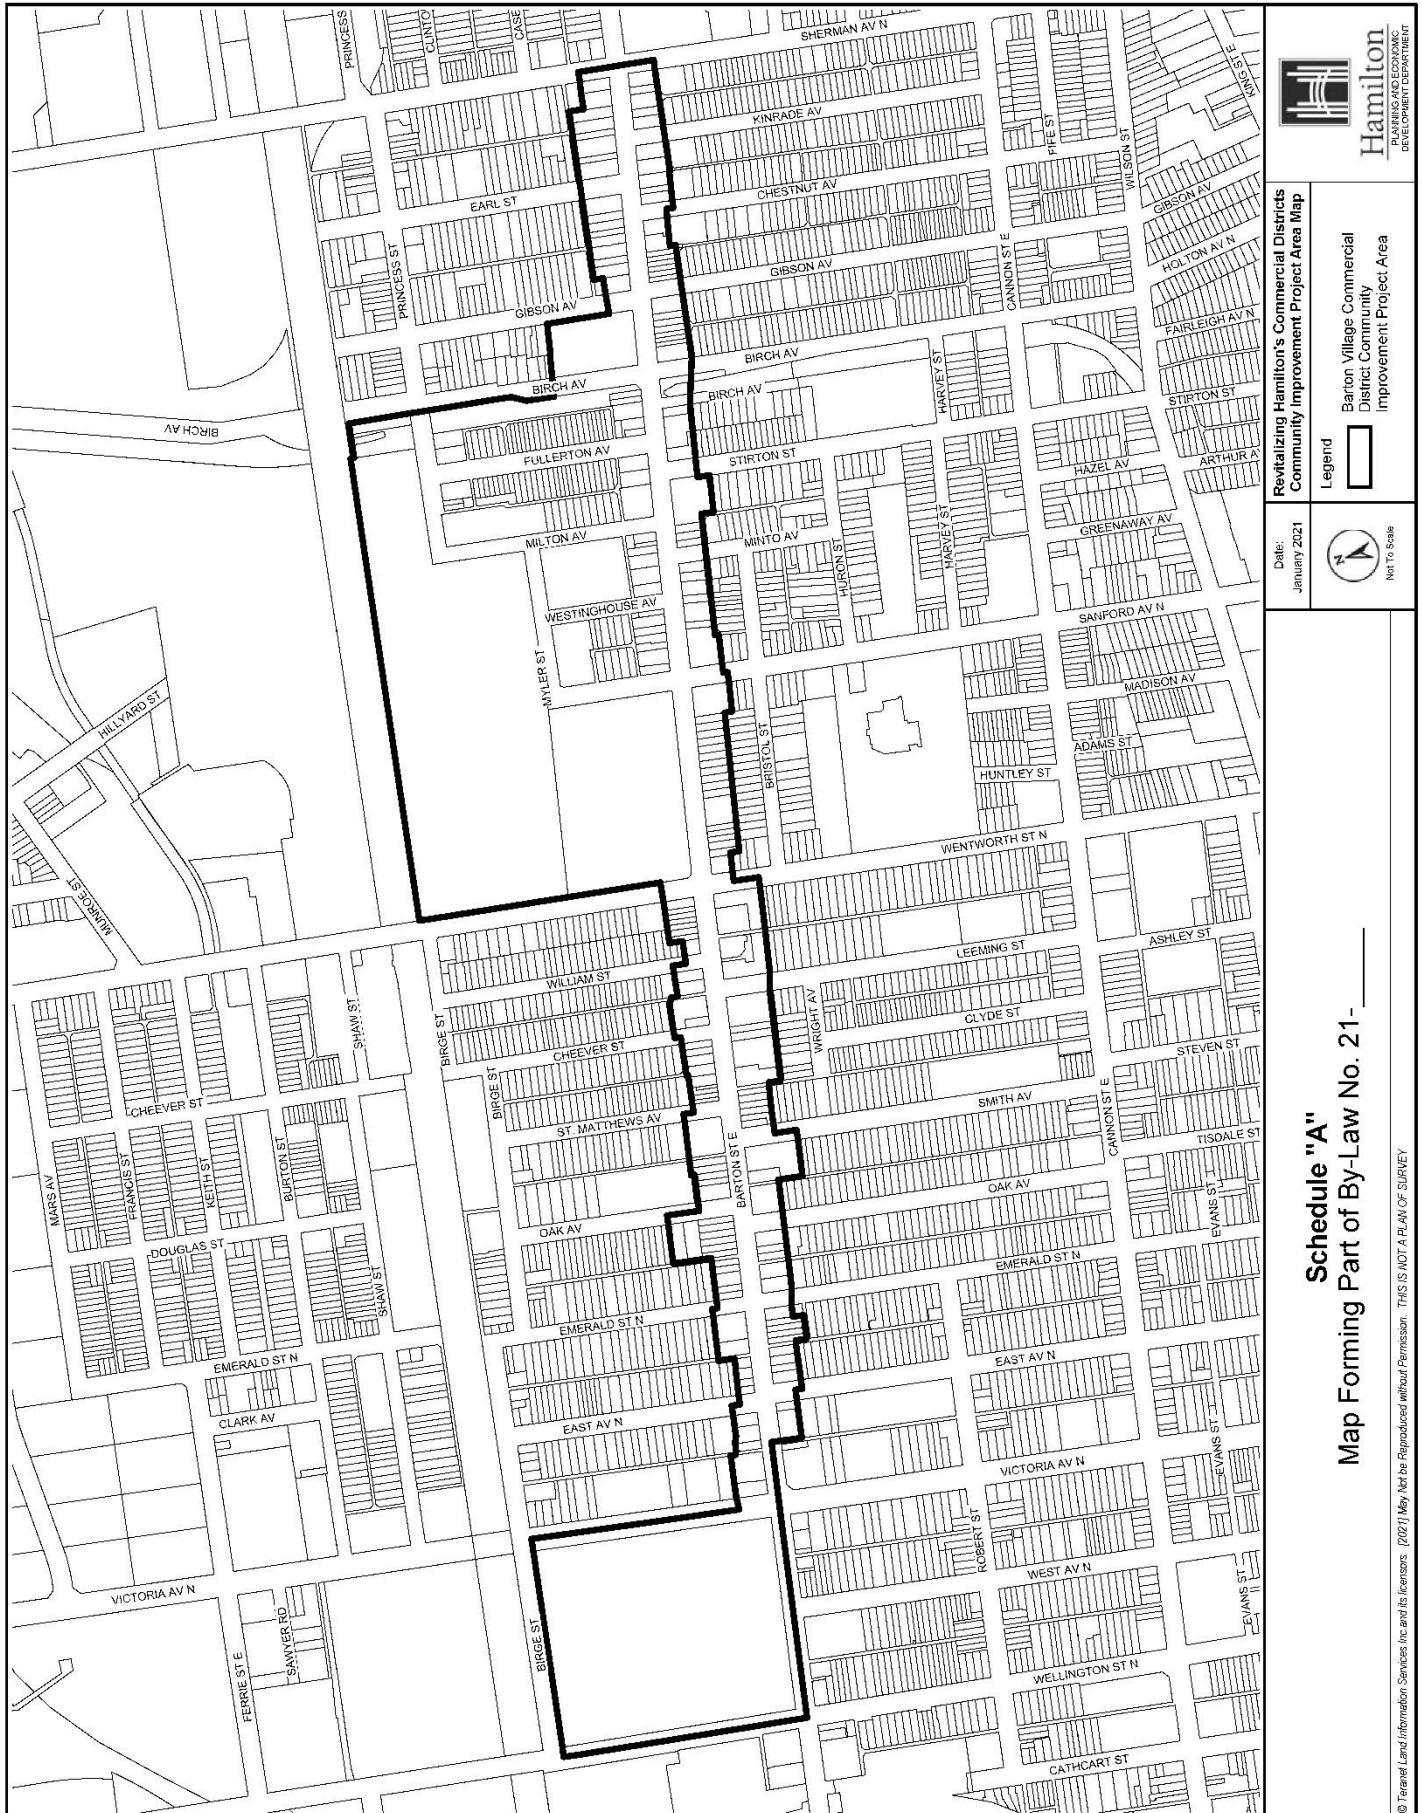 PRINCESS
CLINTO
CASE
SHERMAN AV N
KING ST E
KINRADE AV
FIFE ST
WILSON ST
CHESTNUT AV
EARL ST
GIBSON AV
PRINCESS ST
GIBSON AV
CANNON ST E
HOLTON AV N
GIBSON AV
FAIRLEIGH AV N
BIRCH AV
BIRCH AV
BIRCH AV
BIRCH AV
HARVEY ST
STIRTON ST
FULLERTON AV
STIRTON ST
HAZEL AV
ARTHUR A
MILTON AV
MINTO AV
HURON ST
HARVEY ST
GREENAWAY AV
WESTINGHOUSE AV
SANFORD AV N
MYLER ST
HILLYARD ST
MADISON AV
BRISTOL ST
ADAMS ST
HUNTLEY ST
WENTWORTH ST N
MUNROE ST
LEEMING ST
ASHLEY ST
WILLIAM ST
SHAW ST
BIRGE ST
WRIGHT AV
CLYDE ST
CHEEVER ST
STEVEN ST
BIRGE ST
CHEEVER ST
SMITH AV
ST. MATTHEWS AV
CANNON ST E
TISDALE ST
BARTON ST E
MARS AV
FRANCIS ST
KEITH ST
BURTON ST
OAK AV
EVANS ST
OAK AV
DOUGLAS ST
SHAW ST
EMERALD ST N
EMERALD ST N
EMERALD ST N
EAST AV N
CLARK AV
EAST AV N
EVANS ST
VICTORIA AV N
ROBERT ST
WEST AV N
VICTORIA AV N
EVANS ST
BIRGE ST
SAWYER RD
FERRIE ST E
WELLINGTON ST N
CATHCART ST
Schedule "A"
Map Forming Part of By-Law No. 21-______
© Teranet Land Information Services Inc. and its licensors. [2021] May Not be Reproduced without Permission. THIS IS NOT A PLAN OF SURVEY
Date:
January 2021
N
Not To Scale
Revitalizing Hamilton's Commercial Districts
Community Improvement Project Area Map
Legend
Barton Village Commercial
District Community
Improvement Project Area
Hamilton
PLANNING AND ECONOMIC
DEVELOPMENT DEPARTMENT